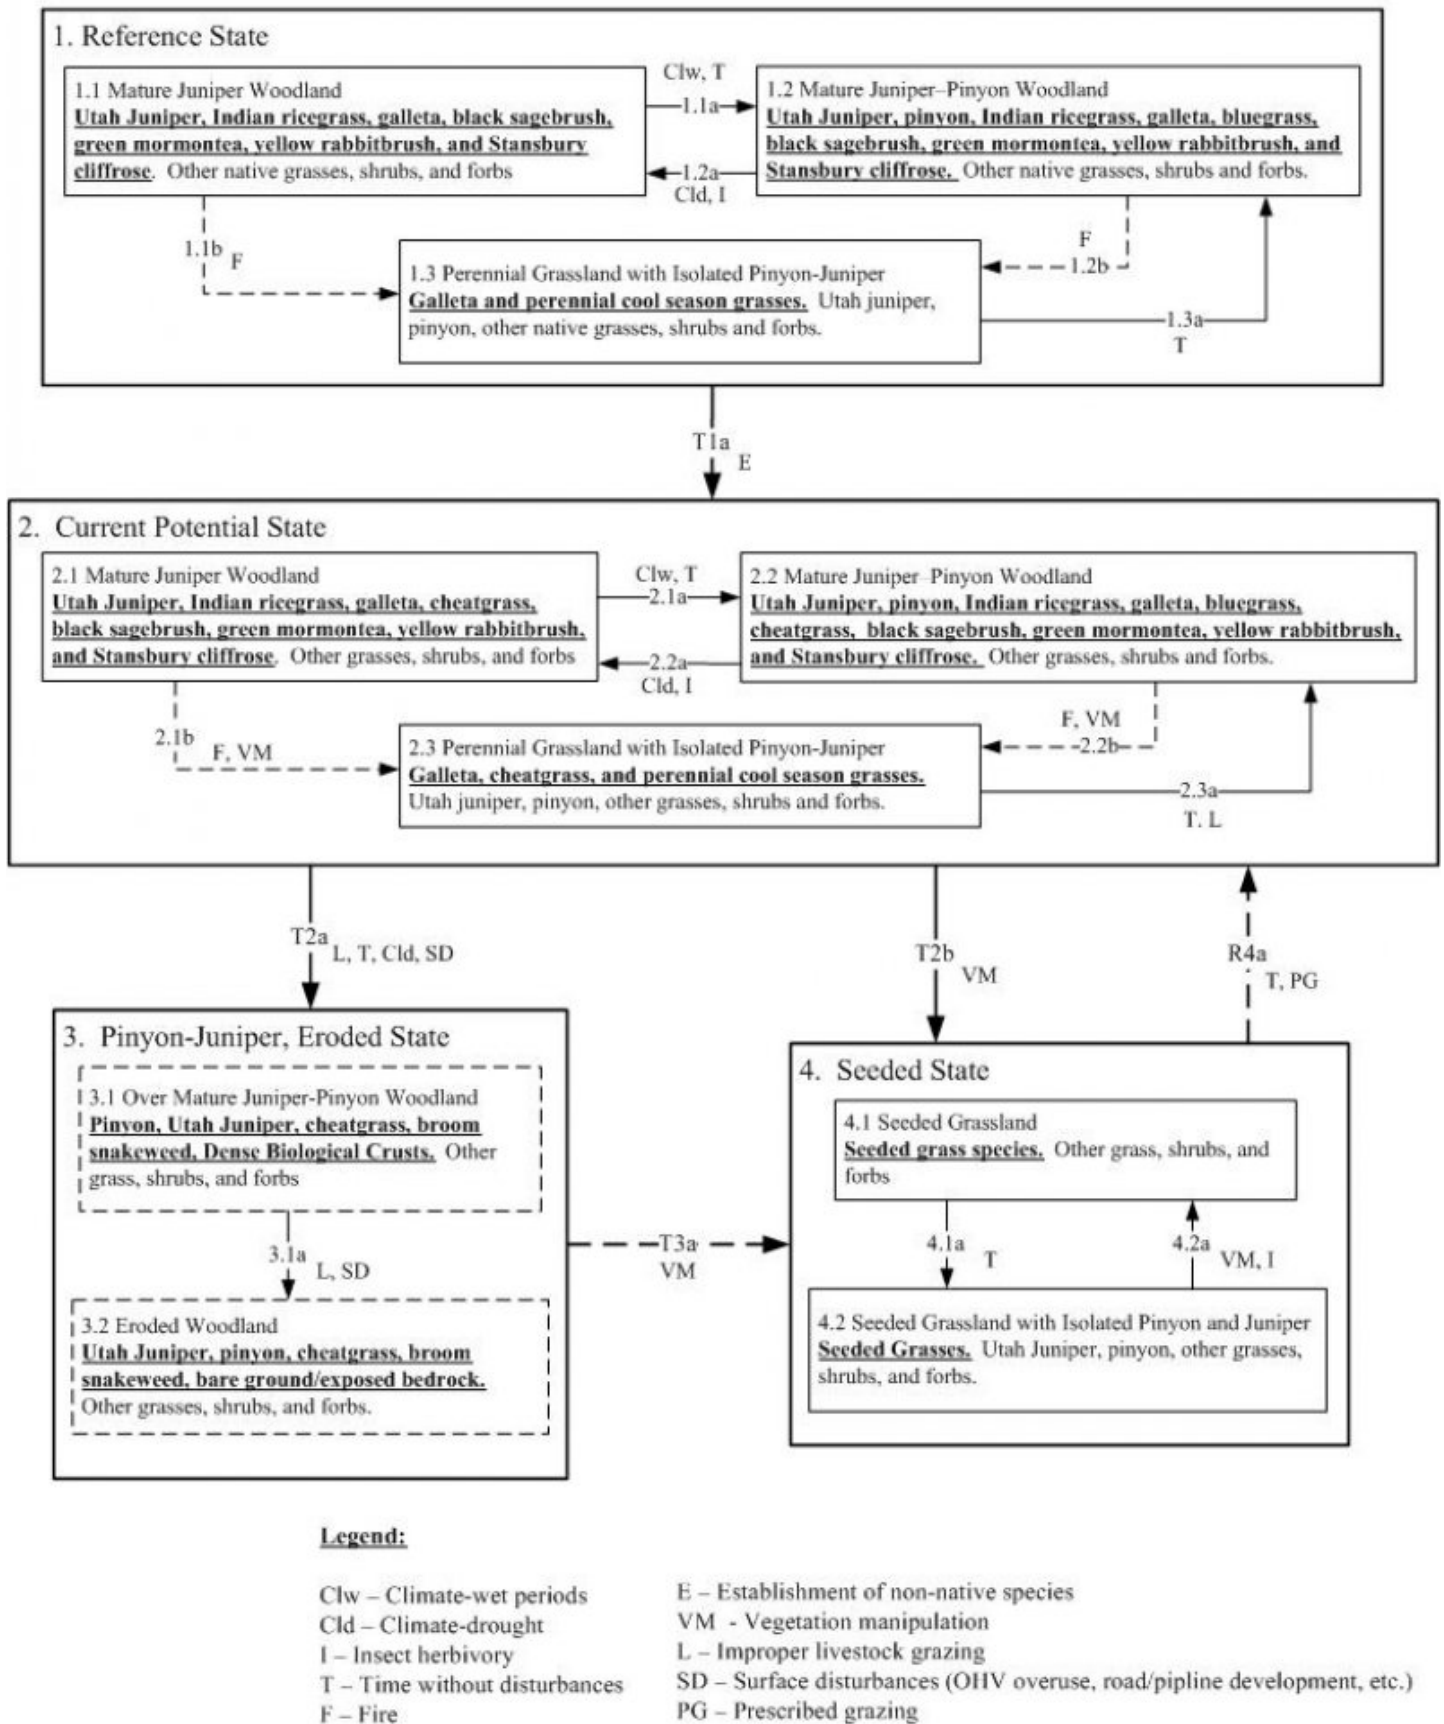 1. Reference State
1.1 Mature Juniper Woodland
Utah Juniper, Indian ricegrass, galleta, black sagebrush,
green mormontea, yellow rabbitbrush, and Stansbury
cliffrose. Other native grasses, shrubs, and forbs
Clw, T
1.1a
1.2a
Cld, I
1.2 Mature Juniper–Pinyon Woodland
Utah Juniper, pinyon, Indian ricegrass, galleta, bluegrass,
black sagebrush, green mormontea, yellow rabbitbrush, and
Stansbury cliffrose. Other native grasses, shrubs and forbs.
1.1b
F
1.3 Perennial Grassland with Isolated Pinyon-Juniper
Galleta and perennial cool season grasses. Utah juniper,
pinyon, other native grasses, shrubs and forbs.
F
1.2b
1.3a
T
T1a
E
2. Current Potential State
2.1 Mature Juniper Woodland
Utah Juniper, Indian ricegrass, galleta, cheatgrass,
black sagebrush, green mormontea, yellow rabbitbrush,
and Stansbury cliffrose. Other grasses, shrubs, and forbs
Clw, T
2.1a
2.2a
Cld, I
2.2 Mature Juniper–Pinyon Woodland
Utah Juniper, pinyon, Indian ricegrass, galleta, bluegrass,
cheatgrass, black sagebrush, green mormontea, yellow rabbitbrush,
and Stansbury cliffrose. Other grasses, shrubs and forbs.
2.1b
F, VM
2.3 Perennial Grassland with Isolated Pinyon-Juniper
Galleta, cheatgrass, and perennial cool season grasses.
Utah juniper, pinyon, other grasses, shrubs and forbs.
F, VM
2.2b
2.3a
T. L
T2a
L, T, Cld, SD
T2b
VM
R4a
T, PG
3. Pinyon-Juniper, Eroded State
3.1 Over Mature Juniper-Pinyon Woodland
Pinyon, Utah Juniper, cheatgrass, broom
snakeweed, Dense Biological Crusts. Other
grass, shrubs, and forbs
3.1a
L, SD
3.2 Eroded Woodland
Utah Juniper, pinyon, cheatgrass, broom
snakeweed, bare ground/exposed bedrock.
Other grasses, shrubs, and forbs.
T3a
VM
4. Seeded State
4.1 Seeded Grassland
Seeded grass species. Other grass, shrubs, and
forbs
4.1a
T
4.2a
VM, I
4.2 Seeded Grassland with Isolated Pinyon and Juniper
Seeded Grasses. Utah Juniper, pinyon, other grasses,
shrubs, and forbs.
Legend:
Clw – Climate-wet periods
Cld – Climate-drought
I – Insect herbivory
T – Time without disturbances
F – Fire
E – Establishment of non-native species
VM - Vegetation manipulation
L – Improper livestock grazing
SD – Surface disturbances (OHV overuse, road/pipline development, etc.)
PG – Prescribed grazing